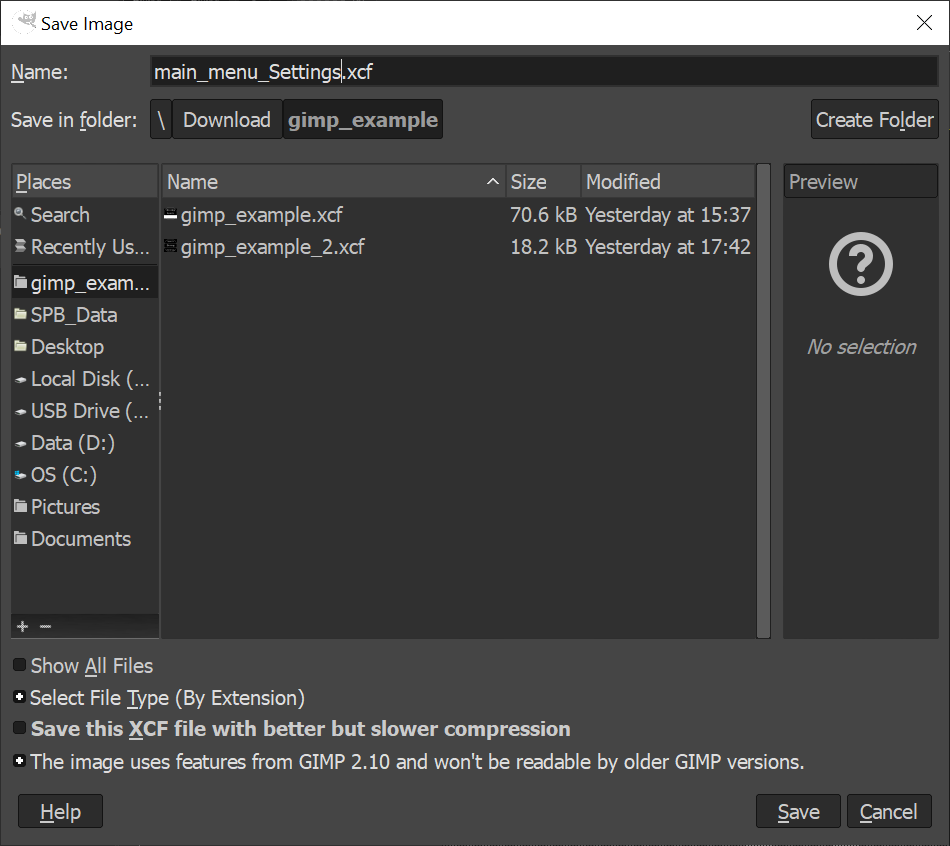 Save Image
Name: main_menu_Settings.xcf
Save in folder: \ Download gimp_example Create Folder
Places Name Size Modified Preview
Search gimp_example.xcf 70.6 kB Yesterday at 15:37
Recently Us... gimp_example_2.xcf 18.2 kB Yesterday at 17:42
gimp_exam...
SPB_Data
Desktop
No selection
Local Disk (...
USB Drive (...
Data (D:)
OS (C:)
Pictures
Documents
Show All Files
Select File Type (By Extension)
Save this XCF file with better but slower compression
The image uses features from GIMP 2.10 and won't be readable by older GIMP versions.
Help Save Cancel